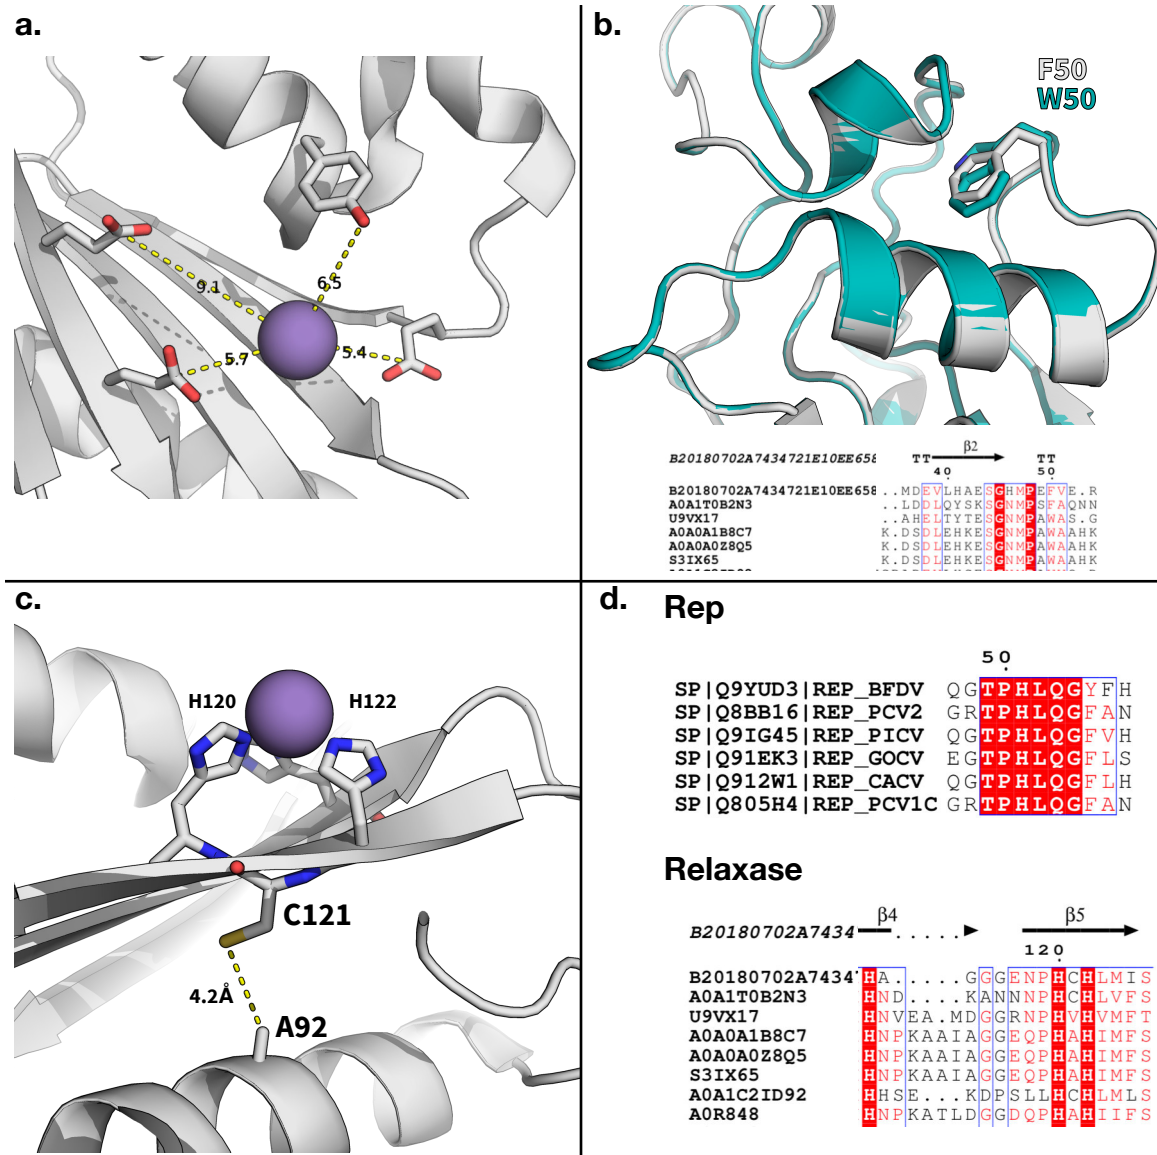 a.
9.1
6.5
5.7
5.4
b.
F50
W50
β2
B20180702A7434721E10EE658 TT TT
40 50
B20180702A7434721E10EE658 ..MDEVLHAESGHMPEFVE.R
A0A1T0B2N3 ..LDDLQYSKSGNMPSFAQNN
U9VX17 ..AHELTYTESGNMPAWAS.G
A0A0A1B8C7 K.DSDLEHKESGNMPAWAAHK
A0A0A0Z8Q5 K.DSDLEHKESGNMPAWAAHK
S3IX65 K.DSDLEHKESGNMPSWAAHK
c.
H120
H122
C121
4.2Å
A92
d.
Rep
50
SP|Q9YUD3|REP_BFDV QGTPHLQGYFH
SP|Q8BB16|REP_PCV2 GRTPHLQGFAN
SP|Q9IG45|REP_PICV QGTPHLQGFVH
SP|Q91EK3|REP_GOCV EGTPHLQGFLS
SP|Q912W1|REP_CACV QGTPHLQGFLH
SP|Q805H4|REP_PCV1C GRTPHLQGFAN
Relaxase
β4 β5
B20180702A7434 .....
120
B20180702A7434 HA.....GGGENPHCHLMIS
A0A1T0B2N3 HND....KANNNPHCHLVFS
U9VX17 HNVEA.MDGGRNPHVHVMFT
A0A0A1B8C7 HNPKAAIAGGEQPHAHIMFS
A0A0A0Z8Q5 HNPKAAIAGGEQPHAHIMFS
S3IX65 HNPKAAIAGGEQPHAHIMFS
A0A1C2ID92 HHSE...KDPSLLHCHLMLS
A0R848 HNPKATLDGGDQPHAHIIFS